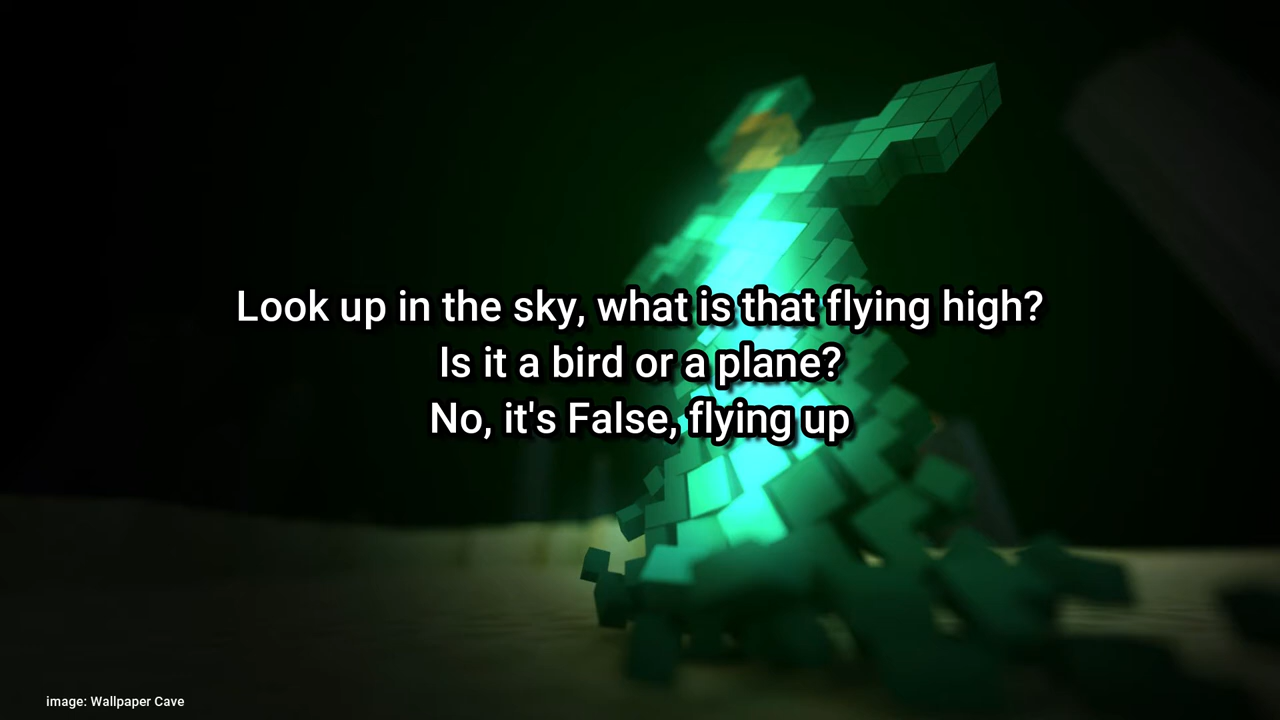 Look up in the sky, what is that flying high?
Is it a bird or a plane?
No, it's False, flying up
image: Wallpaper Cave